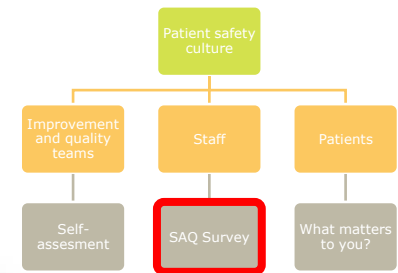 Patient safety
culture
Improvement
and quality
teams
Staff
Patients
Self-
assesment
SAQ Survey
What matters
to you?